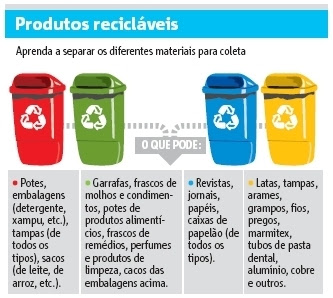 Produtos recicláveis
Aprenda a separar os diferentes materiais para coleta
O QUE PODE:
• Potes,
embalagens
(detergente,
xampu, etc.),
tampas (de
todos os
tipos), sacos
(de leite, de
arroz, etc.).
• Garrafas, frascos de
molhos e condimen-
tos, potes de
produtos alimentí-
cios, frascos de
remédios, perfumes
e produtos de
limpeza, cacos das
embalagens acima.
• Revistas,
jornais,
papéis,
caixas de
papelão (de
todos os
tipos).
• Latas, tampas,
arames,
grampos, fios,
pregos,
marmitex,
tubos de pasta
dental,
alumínio, cobre
e outros.